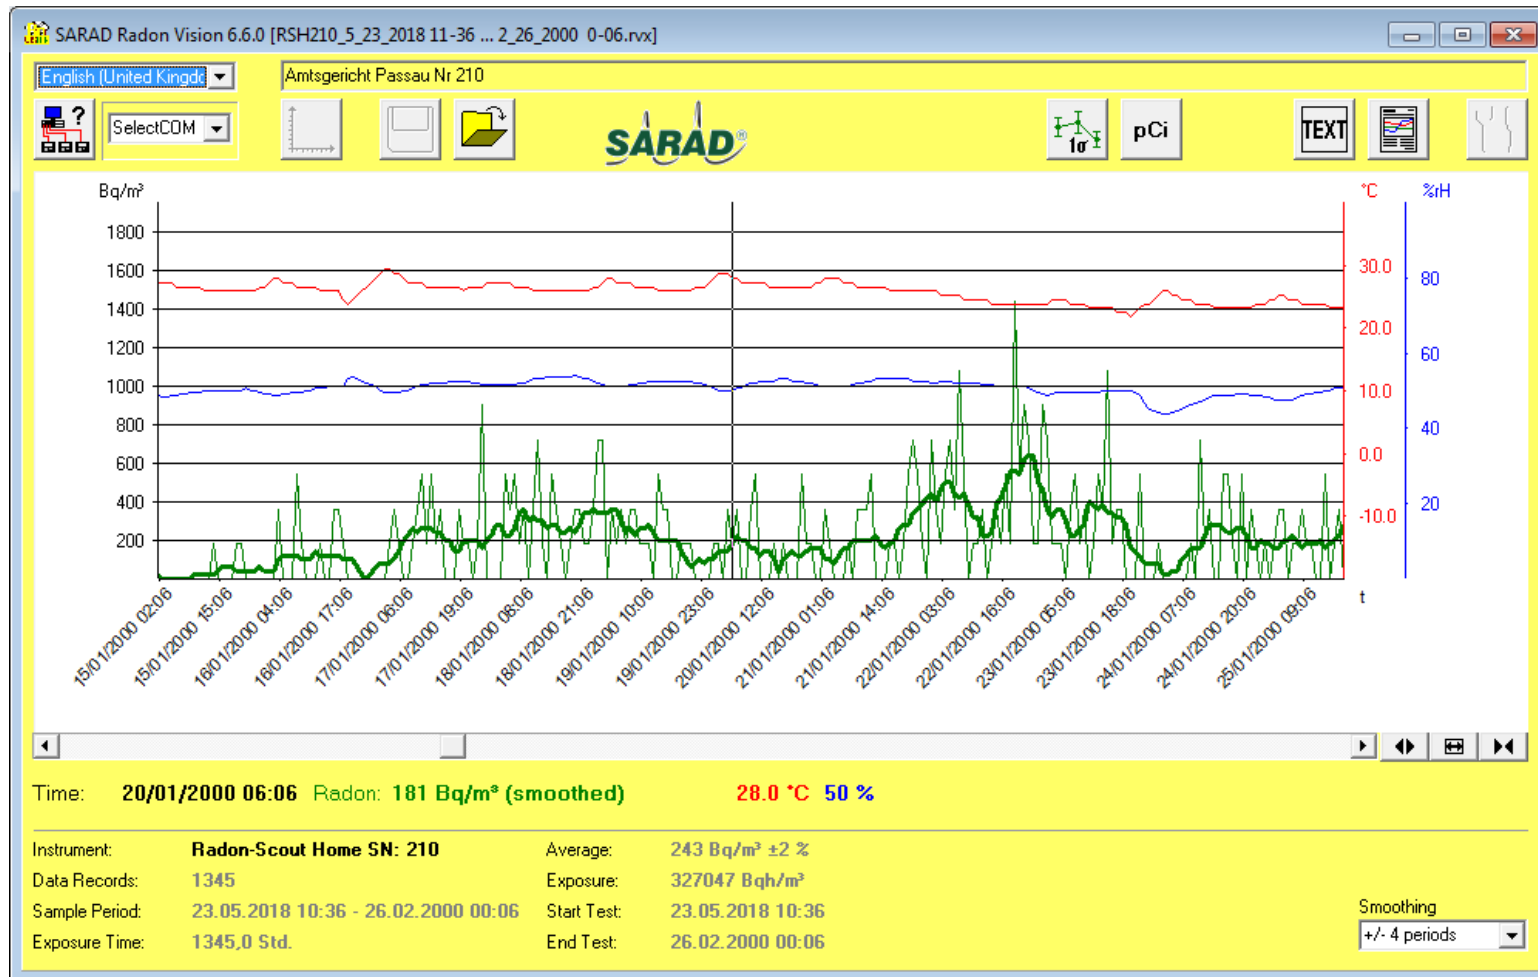 SARAD Radon Vision 6.6.0 [RSH210_5_23_2018 11-36 ... 2_26_2000 0-06.rvx]
English (United Kingdo
Amtsgericht Passau Nr 210
?
SelectCOM
SARAD®
1σ
pCi
TEXT
Bq/m³
°C
%rH
1800
1600
1400
1200
1000
800
600
400
200
30.0
20.0
10.0
0.0
-10.0
80
60
40
20
t
15/01/2000 02:06
15/01/2000 15:06
16/01/2000 04:06
16/01/2000 17:06
17/01/2000 06:06
17/01/2000 19:06
18/01/2000 08:06
18/01/2000 21:06
19/01/2000 10:06
19/01/2000 23:06
20/01/2000 12:06
21/01/2000 01:06
21/01/2000 14:06
22/01/2000 03:06
22/01/2000 16:06
23/01/2000 05:06
23/01/2000 18:06
24/01/2000 07:06
24/01/2000 20:06
25/01/2000 09:06
Time: 20/01/2000 06:06 Radon: 181 Bq/m³ (smoothed) 28.0 °C 50 %
Instrument: Radon-Scout Home SN: 210 Average: 243 Bq/m³ ±2 %
Data Records: 1345 Exposure: 327047 Bqh/m³
Sample Period: 23.05.2018 10:36 - 26.02.2000 00:06 Start Test: 23.05.2018 10:36
Exposure Time: 1345,0 Std. End Test: 26.02.2000 00:06
Smoothing
+/- 4 periods